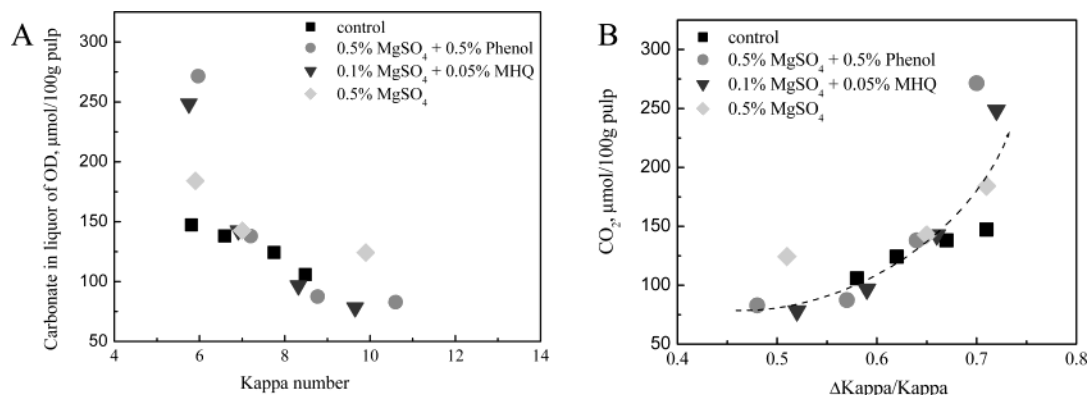 A
control
0.5% MgSO₄ + 0.5% Phenol
0.1% MgSO₄ + 0.05% MHQ
0.5% MgSO₄
Carbonate in liquor of OD, μmol/100g pulp
300
250
200
150
100
50
4 6 8 10 12 14
Kappa number
B
control
0.5% MgSO₄ + 0.5% Phenol
0.1% MgSO₄ + 0.05% MHQ
0.5% MgSO₄
CO₂, μmol/100g pulp
300
250
200
150
100
50
0.4 0.5 0.6 0.7 0.8
ΔKappa/Kappa